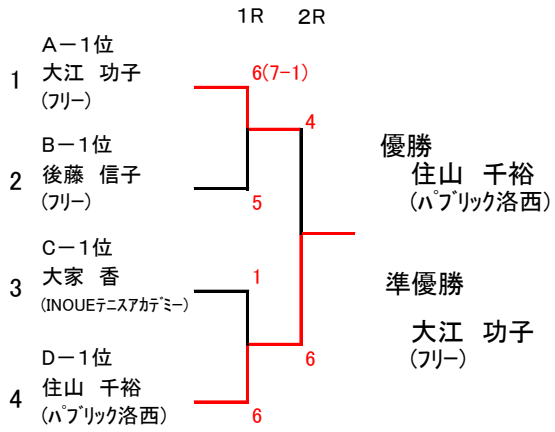 1R 2R
A-1位
1 大江 功子 6(7-1)
(フリー)
4
B-1位
2 後藤 信子
(フリー) 5
優勝
住山 千裕
(パブリック洛西)
C-1位
3 大家 香 1
(INOUEテニスアカデミー)
準優勝
大江 功子
(フリー)
6
D-1位
4 住山 千裕
(パブリック洛西) 6